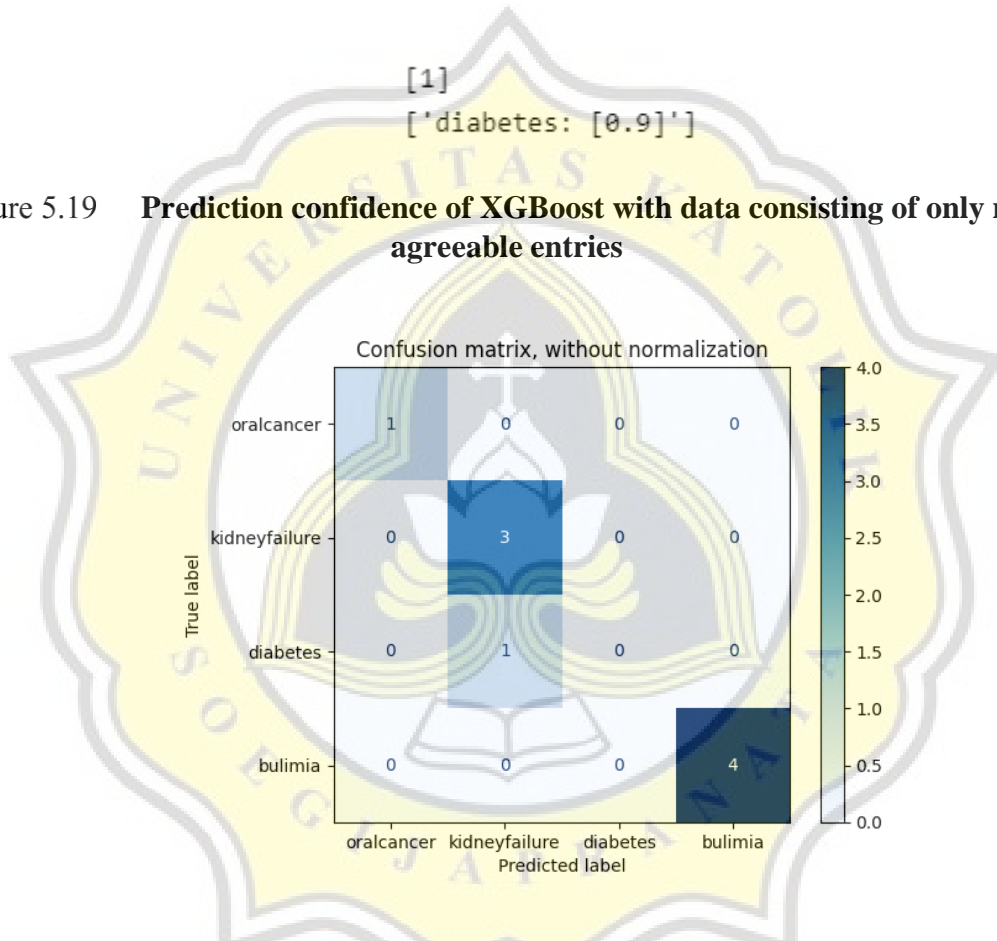 [1]
['diabetes: [0.9]']
ure 5.19 Prediction confidence of XGBoost with data consisting of only
agreeable entries
Confusion matrix, without normalization
True label
oralcancer 1 0 0 0
kidneyfailure 0 3 0 0
diabetes 0 1 0 0
bulimia 0 0 0 4
oralcancer kidneyfailure diabetes bulimia
Predicted label
4.0
3.5
3.0
2.5
2.0
1.5
1.0
0.5
0.0
UNIVERSITAS KATOLIK
SOEGIJAPRANATA